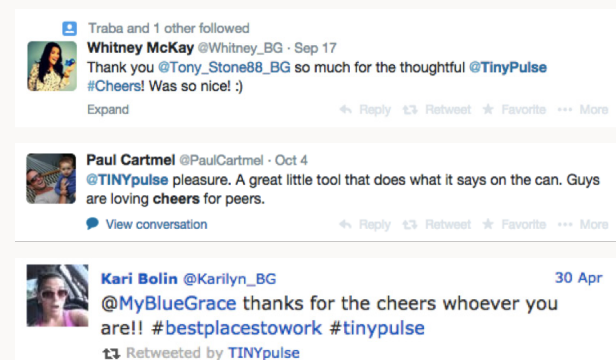 Traba and 1 other followed
Whitney McKay @Whitney_BG · Sep 17
Thank you @Tony_Stone88_BG so much for the thoughtful @TinyPulse
#Cheers! Was so nice! :)
Expand Reply Retweet Favorite More
Paul Cartmel @PaulCartmel · Oct 4
@TINYpulse pleasure. A great little tool that does what it says on the can. Guys
are loving cheers for peers.
View conversation Reply Retweet Favorite More
Kari Bolin @Karilyn_BG 30 Apr
@MyBlueGrace thanks for the cheers whoever you
are!! #bestplacestowork #tinypulse
Retweeted by TINYpulse